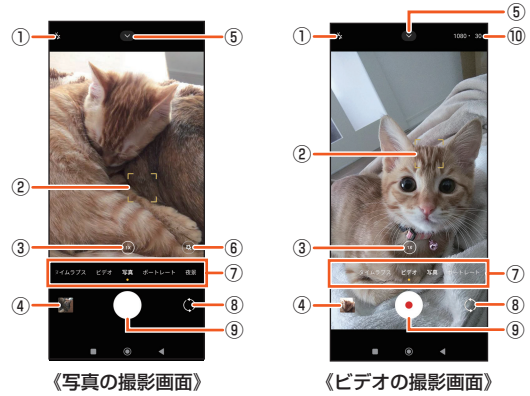 ⑤
① ⑤ ① ⑩
1080・ 30
② ②
③ 1X ⑥ ③ 1X
タイムラプス ビデオ 写真 ポートレート 夜景 ⑦
タイムラプス ビデオ 写真 ポートレート ⑦
④ ⑧ ④ ⑧
⑨ ⑨
《写真の撮影画面》 《ビデオの撮影画面》